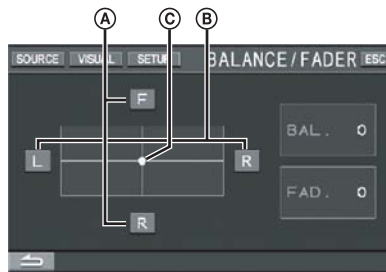 A C B
SOURCE VISUAL SETUP BALANCE/FADER ESC
F
BAL. 0
L R
FAD. 0
R